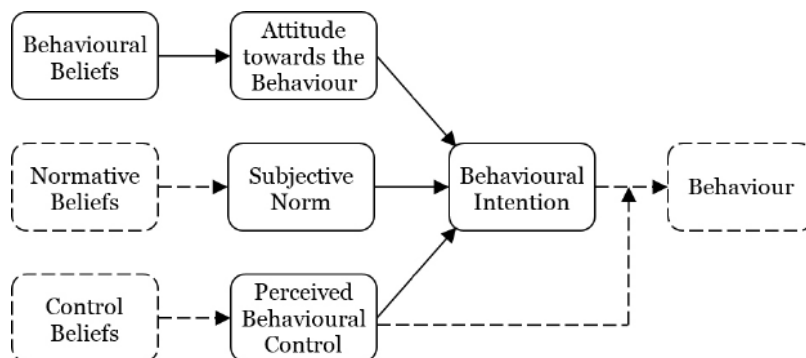 Behavioural
Beliefs
Attitude
towards the
Behaviour
Normative
Beliefs
Subjective
Norm
Behavioural
Intention
Behaviour
Control
Beliefs
Perceived
Behavioural
Control